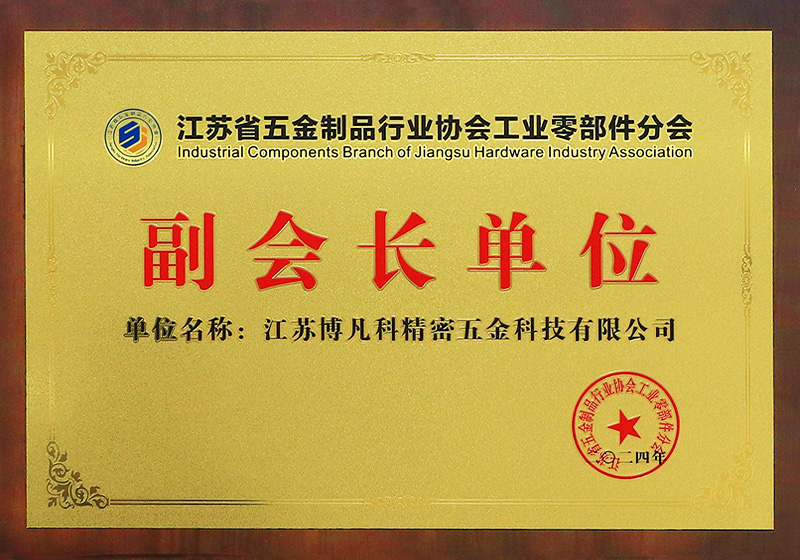 江苏省五金制品行业协会工业零部件分会
Industrial Components Branch of Jiangsu Hardware Industry Association
副会长单位
单位名称：江苏博凡科精密五金科技有限公司
江苏省五金制品行业协会工业零部件分会
二〇二四年